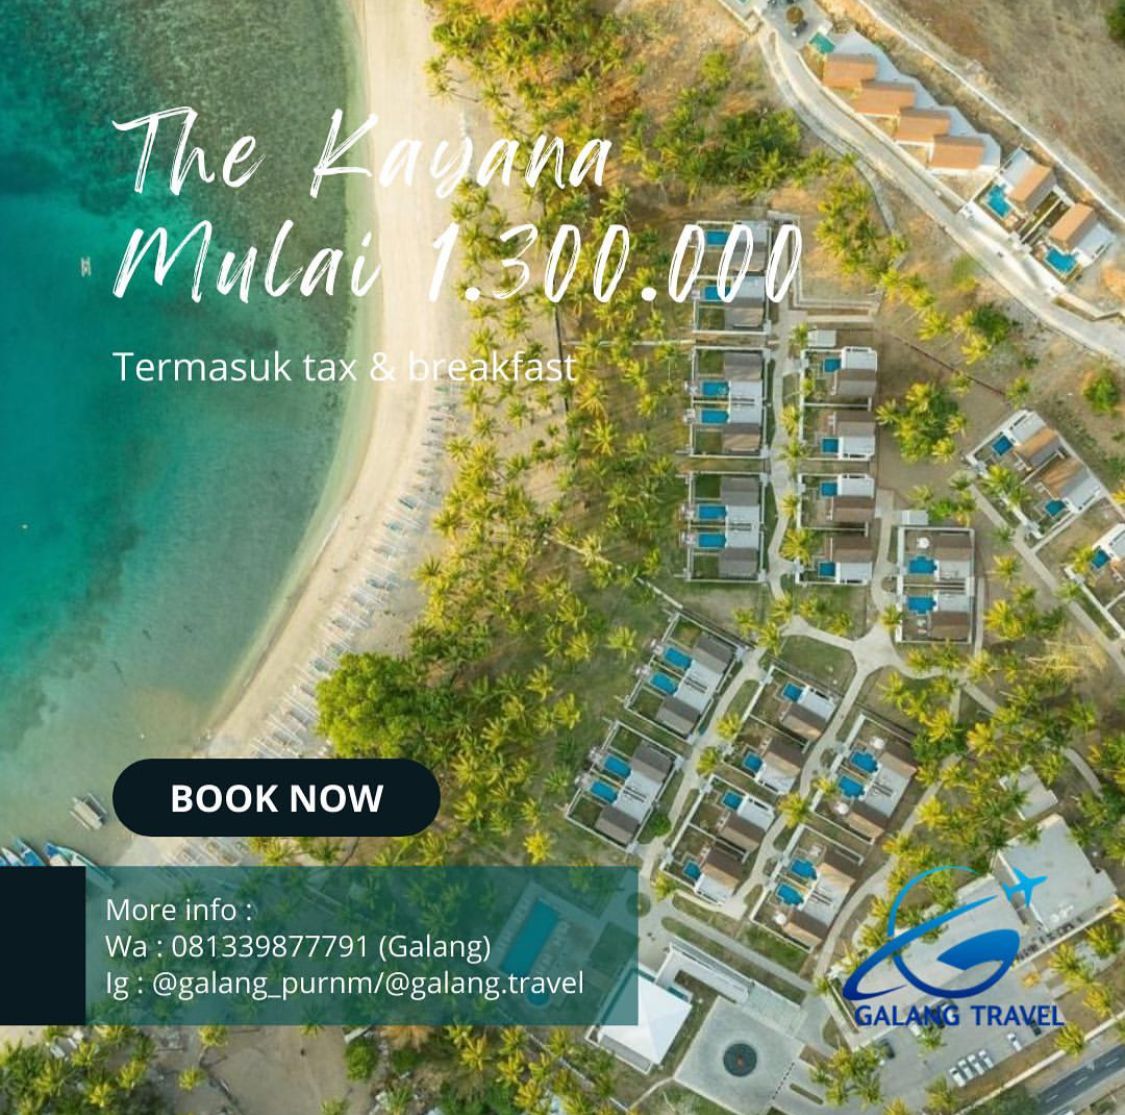 The Kayana
Mulai 1.300.000
Termasuk tax & breakfast
BOOK NOW
More info :
Wa : 081339877791 (Galang)
Ig : @galang_purnm/@galang.travel
GALANG TRAVEL